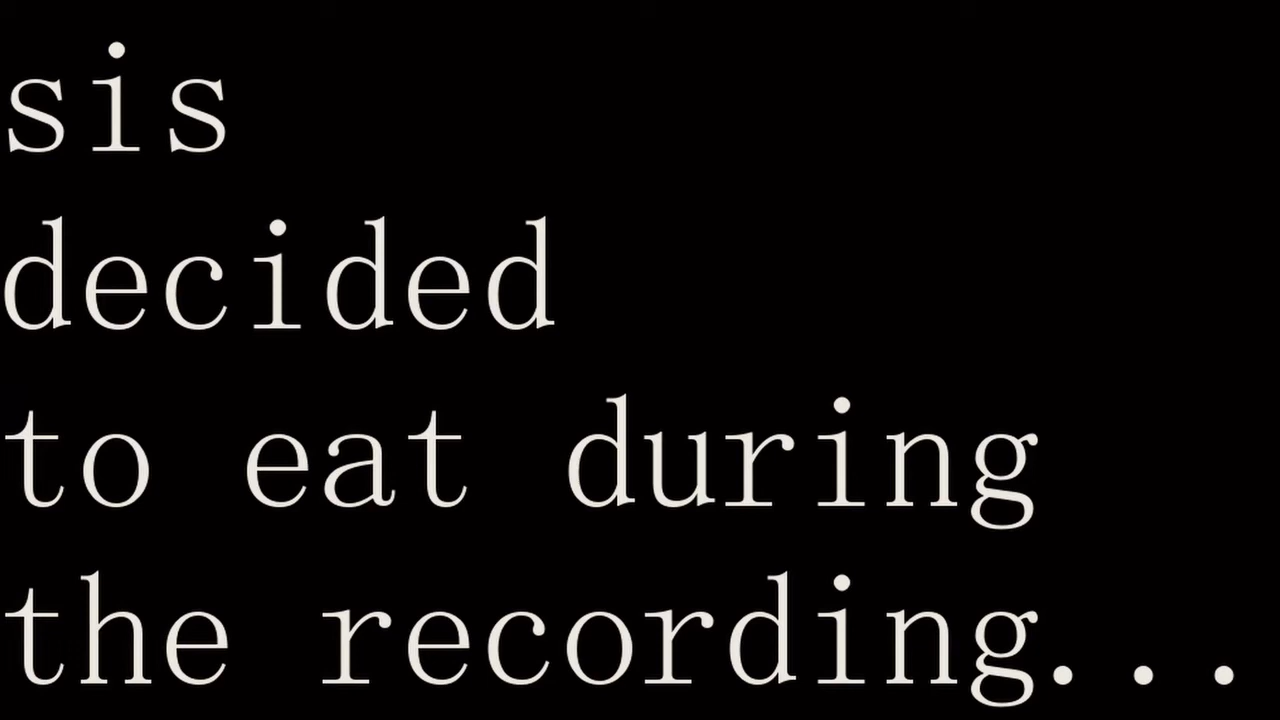 sis
decided
to eat during
the recording...